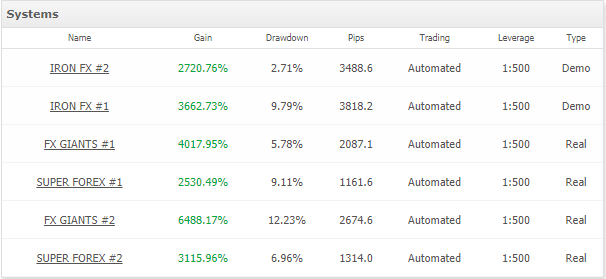 Systems
Name Gain Drawdown Pips Trading Leverage Type
IRON FX #2 2720.76% 2.71% 3488.6 Automated 1:500 Demo
IRON FX #1 3662.73% 9.79% 3818.2 Automated 1:500 Demo
FX GIANTS #1 4017.95% 5.78% 2087.1 Automated 1:500 Real
SUPER FOREX #1 2530.49% 9.11% 1161.6 Automated 1:500 Real
FX GIANTS #2 6488.17% 12.23% 2674.6 Automated 1:500 Real
SUPER FOREX #2 3115.96% 6.96% 1314.0 Automated 1:500 Real